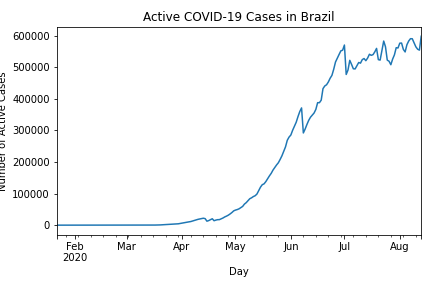 Active COVID-19 Cases in Brazil
600000
500000
400000
300000
200000
100000
0
Number of Active Cases
Feb Mar Apr May Jun Jul Aug
2020
Day